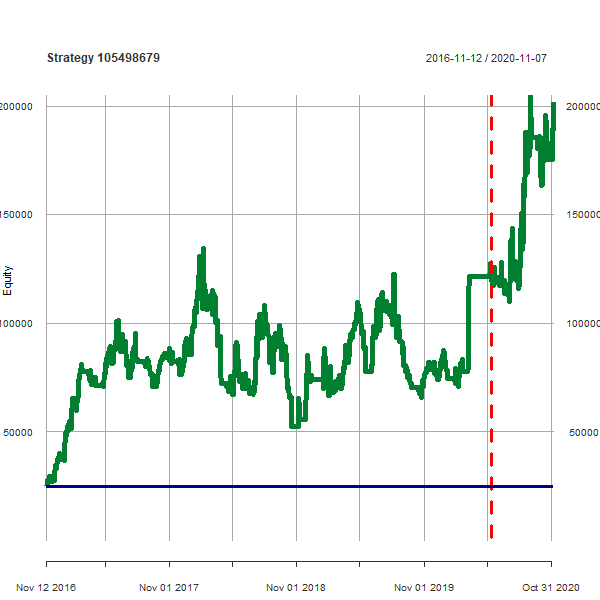 Strategy 105498679
2016-11-12 / 2020-11-07
200000
200000
150000
150000
Equity
100000
100000
50000
50000
Nov 12 2016
Nov 01 2017
Nov 01 2018
Nov 01 2019
Oct 31 2020